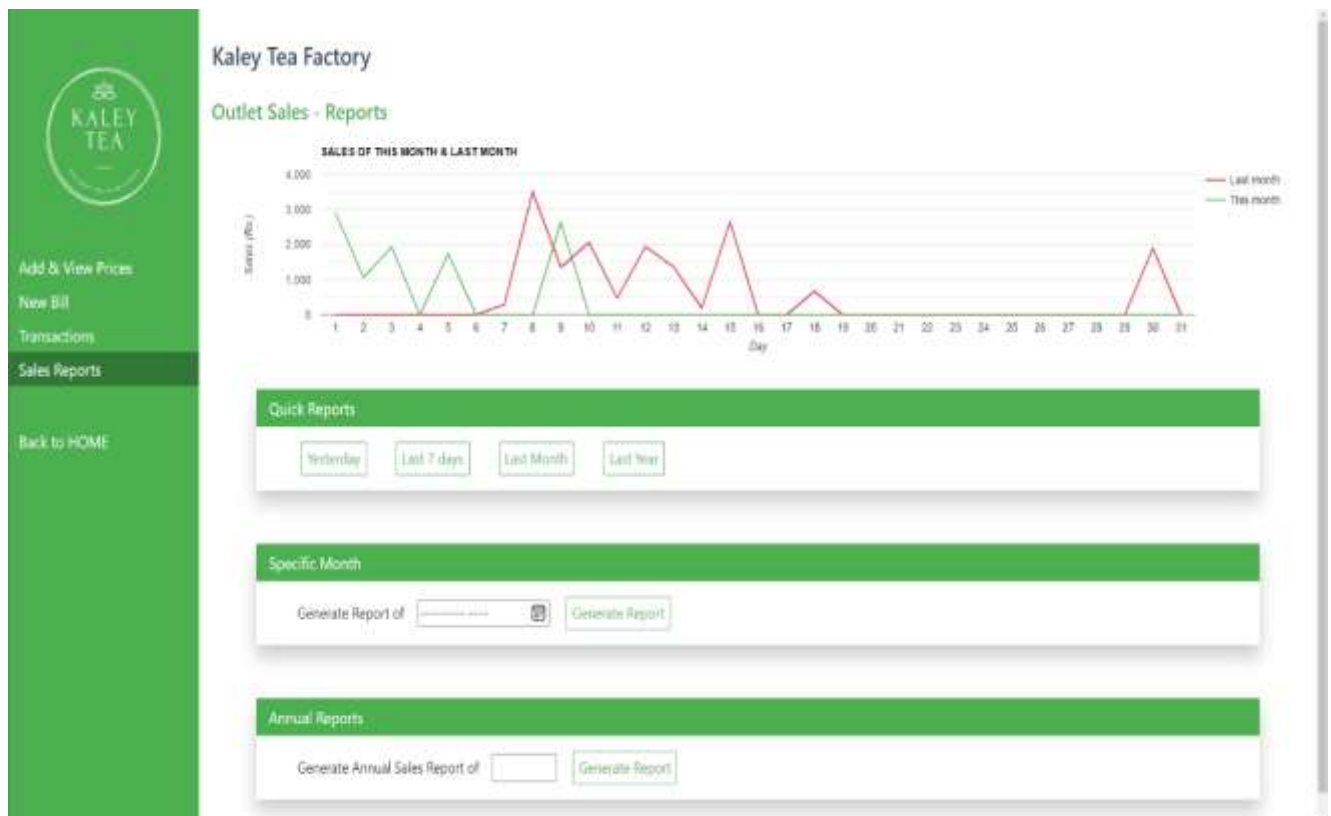 KALEY
TEA
Add & View Prices
New Bill
Transactions
Sales Reports
Back to HOME
Kaley Tea Factory
Outlet Sales - Reports
SALES OF THIS MONTH & LAST MONTH
Sales (Rs.)
4,000
3,000
2,000
1,000
0
1 2 3 4 5 6 7 8 9 10 11 12 13 14 15 16 17 18 19 20 21 22 23 24 25 26 27 28 29 30 31
Day
Last month
This month
Quick Reports
Yesterday Last 7 days Last Month Last Year
Specific Month
Generate Report of ---------- ---- Generate Report
Annual Reports
Generate Annual Sales Report of Generate Report